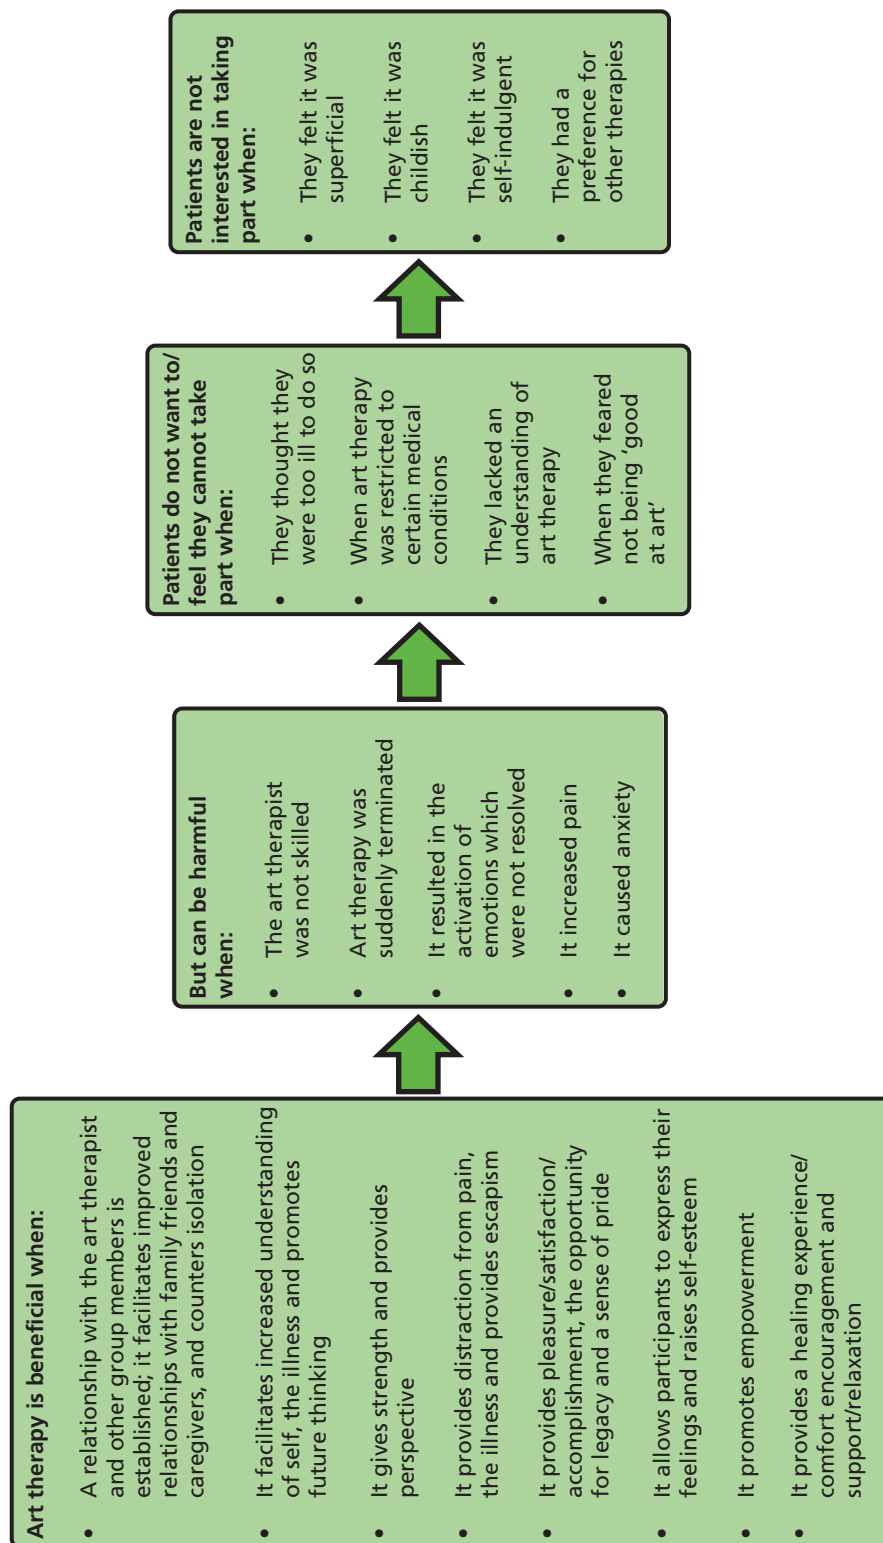 Art therapy is beneficial when:
• A relationship with the art therapist
and other group members is
established; it facilitates improved
relationships with family friends and
caregivers, and counters isolation
• It facilitates increased understanding
of self, the illness and promotes
future thinking
• It gives strength and provides
perspective
• It provides distraction from pain,
the illness and provides escapism
• It provides pleasure/satisfaction/
accomplishment, the opportunity
for legacy and a sense of pride
• It allows participants to express their
feelings and raises self-esteem
• It promotes empowerment
• It provides a healing experience/
comfort encouragement and
support/relaxation
But can be harmful
when:
• The art therapist
was not skilled
• Art therapy was
suddenly terminated
• It resulted in the
activation of
emotions which
were not resolved
• It increased pain
• It caused anxiety
Patients do not want to/
feel they cannot take
part when:
• They thought they
were too ill to do so
• When art therapy
was restricted to
certain medical
conditions
• They lacked an
understanding of
art therapy
• When they feared
not being ‘good
at art’
Patients are not
interested in taking
part when:
• They felt it was
superficial
• They felt it was
childish
• They felt it was
self-indulgent
• They had a
preference for
other therapies